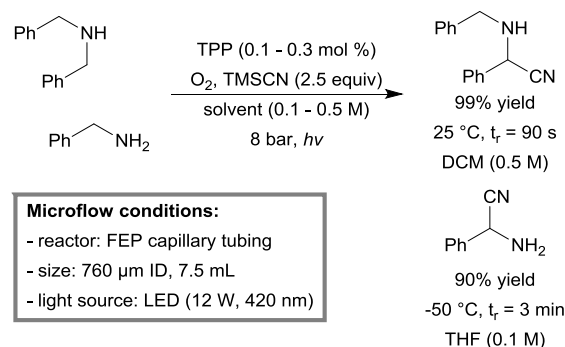 Ph
NH
Ph
Ph
NH2
TPP (0.1 - 0.3 mol %)
O2, TMSCN (2.5 equiv)
solvent (0.1 - 0.5 M)
8 bar, hv
Ph
NH
Ph
CN
99% yield
25 °C, tr = 90 s
DCM (0.5 M)
Microflow conditions:
- reactor: FEP capillary tubing
- size: 760 µm ID, 7.5 mL
- light source: LED (12 W, 420 nm)
CN
Ph
NH2
90% yield
-50 °C, tr = 3 min
THF (0.1 M)